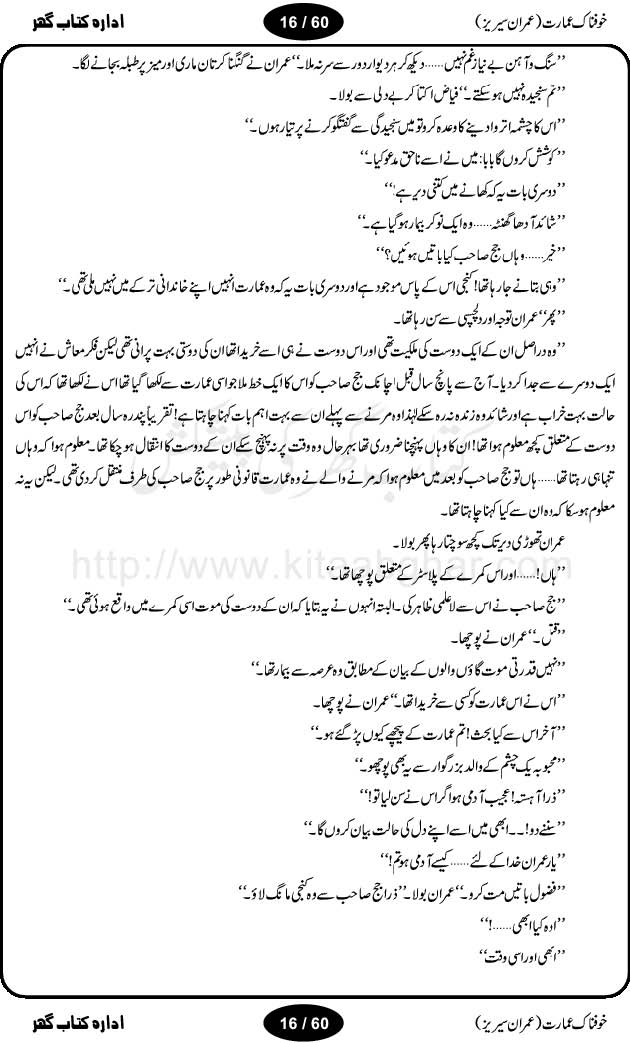 خوفناک عمارت (عمران سیریز) 16 / 60 ادارہ کتاب گھر
’’سنگ و آہن بے نیاز غم نہیں……دیکھ کر ہر دیوار دور سے سر نہ ملا۔‘‘عمران نے گنگنا کر تان ماری اور میز پر طبلہ بجانے لگا۔
’’تم سنجیدہ نہیں ہو سکتے۔‘‘فیاض اکتا کر بے دلی سے بولا۔
’’اس کا چشمہ اتروا دینے کا وعدہ کرو تو میں سنجیدگی سے گفتگو کرنے پر تیار ہوں۔‘‘
’’کوشش کروں گا بابا: میں نے اسے ناحق مدعو کیا۔‘‘
’’دوسری بات یہ کہ کھانے میں کتنی دیر ہے‘‘
’’شائد آدھا گھنٹہ……وہ ایک نوکر بیمار ہو گیا ہے۔‘‘
’’خیر……وہاں جج صاحب کیا باتیں ہوئیں؟‘‘
’’وہی بتانے جا رہا تھا! کنجی اس کے پاس موجود ہے اور دوسری بات یہ کہ وہ عمارت انہیں اپنے خاندانی ترکے میں نہیں ملی تھی۔‘‘
’’پھر‘‘عمران توجہ اور دلچسپی سے سن رہا تھا۔
’’وہ دراصل ان کے ایک دوست کی ملکیت تھی اور اس دوست نے ہی اسے خریدا تھا ان کی دوستی بہت پرانی تھی لیکن فکر معاش نے انہیں
ایک دوسرے سے جدا کر دیا۔ آج سے پانچ سال قبل اچانک جج صاحب کو اس کا ایک خط ملا جو اسی عمارت سے لکھا گیا تھا اس نے لکھا تھا کہ اس کی
حالت بہت خراب ہے اور شائد وہ زندہ نہ رہ سکے لہٰذا وہ مرنے سے پہلے ان سے بہت اہم بات کہنا چاہتا ہے! تقریباً پندرہ سال بعد جج صاحب کو اس
دوست کے متعلق کچھ معلوم ہوا تھا! ان کا وہاں پہنچنا ضروری تھا بہر حال وہ وقت پر نہ پہنچ سکے ان کے دوست کا انتقال ہو چکا تھا۔ معلوم ہوا کہ وہاں
تنہا ہی رہتا تھا……ہاں تو جج صاحب کو بعد میں معلوم ہوا کہ مرنے والے نے وہ عمارت قانونی طور پر جج صاحب کی طرف منتقل کر دی تھی۔ لیکن یہ نہ
معلوم ہو سکا کہ وہ ان سے کیا کہنا چاہتا تھا۔
عمران تھوڑی دیر تک کچھ سوچتا رہا پھر بولا۔
’’ہاں!……اور اس کمرے کے پلاسٹر کے متعلق پوچھا تھا۔‘‘
’’جج صاحب نے اس سے لاعلمی ظاہر کی۔ البتہ انہوں نے یہ بتایا کہ ان کے دوست کی موت اسی کمرے میں واقع ہوئی تھی۔‘‘
’’قتل۔‘‘عمران نے پوچھا۔
’’نہیں قدرتی موت گاؤں والوں کے بیان کے مطابق وہ عرصہ سے بیمار تھا۔‘‘
’’اس نے اس عمارت کو کسی سے خریدا تھا۔‘‘عمران نے پوچھا۔
’’آخر اس سے کیا بحث! تم عمارت کے پیچھے کیوں پڑ گئے ہو۔‘‘
’’محبوبہ یک چشم کے والد بزرگوار سے یہ بھی پوچھو۔‘‘
’’ذرا آہستہ! عجیب آدمی ہو اگر اس نے سن لیا تو!‘‘
’’سننے دو!۔۔ابھی میں اسے اپنے دل کی حالت بیان کروں گا۔‘‘
’’یار عمران خدا کے لئے……کیسے آدمی ہو تم!‘‘
’’فضول باتیں مت کرو۔‘‘عمران بولا۔’’ذرا جج صاحب سے وہ کنجی مانگ لاؤ۔‘‘
’’اوہ کیا ابھی……!‘‘
’’ابھی اور اسی وقت‘‘
کتاب گھر کی پیشکش
http://www.kitaabghar.com
خوفناک عمارت (عمران سیریز) 16 / 60 ادارہ کتاب گھر